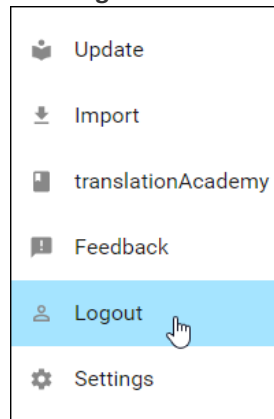 Update
Import
translationAcademy
Feedback
Logout
Settings